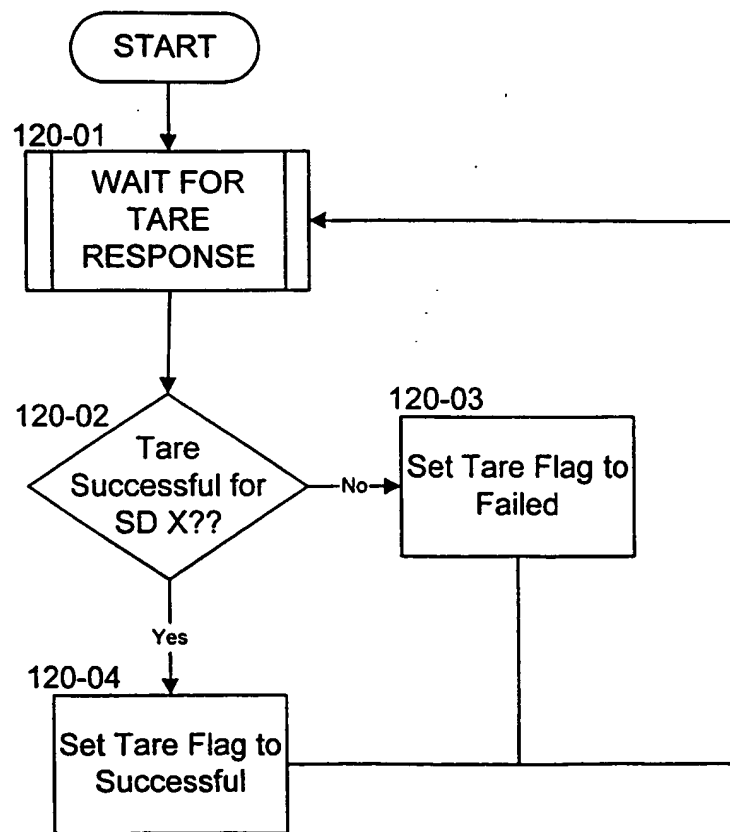 START
120-01
WAIT FOR
TARE
RESPONSE
120-02
Tare
Successful for
SD X??
No
120-03
Set Tare Flag to
Failed
Yes
120-04
Set Tare Flag to
Successful